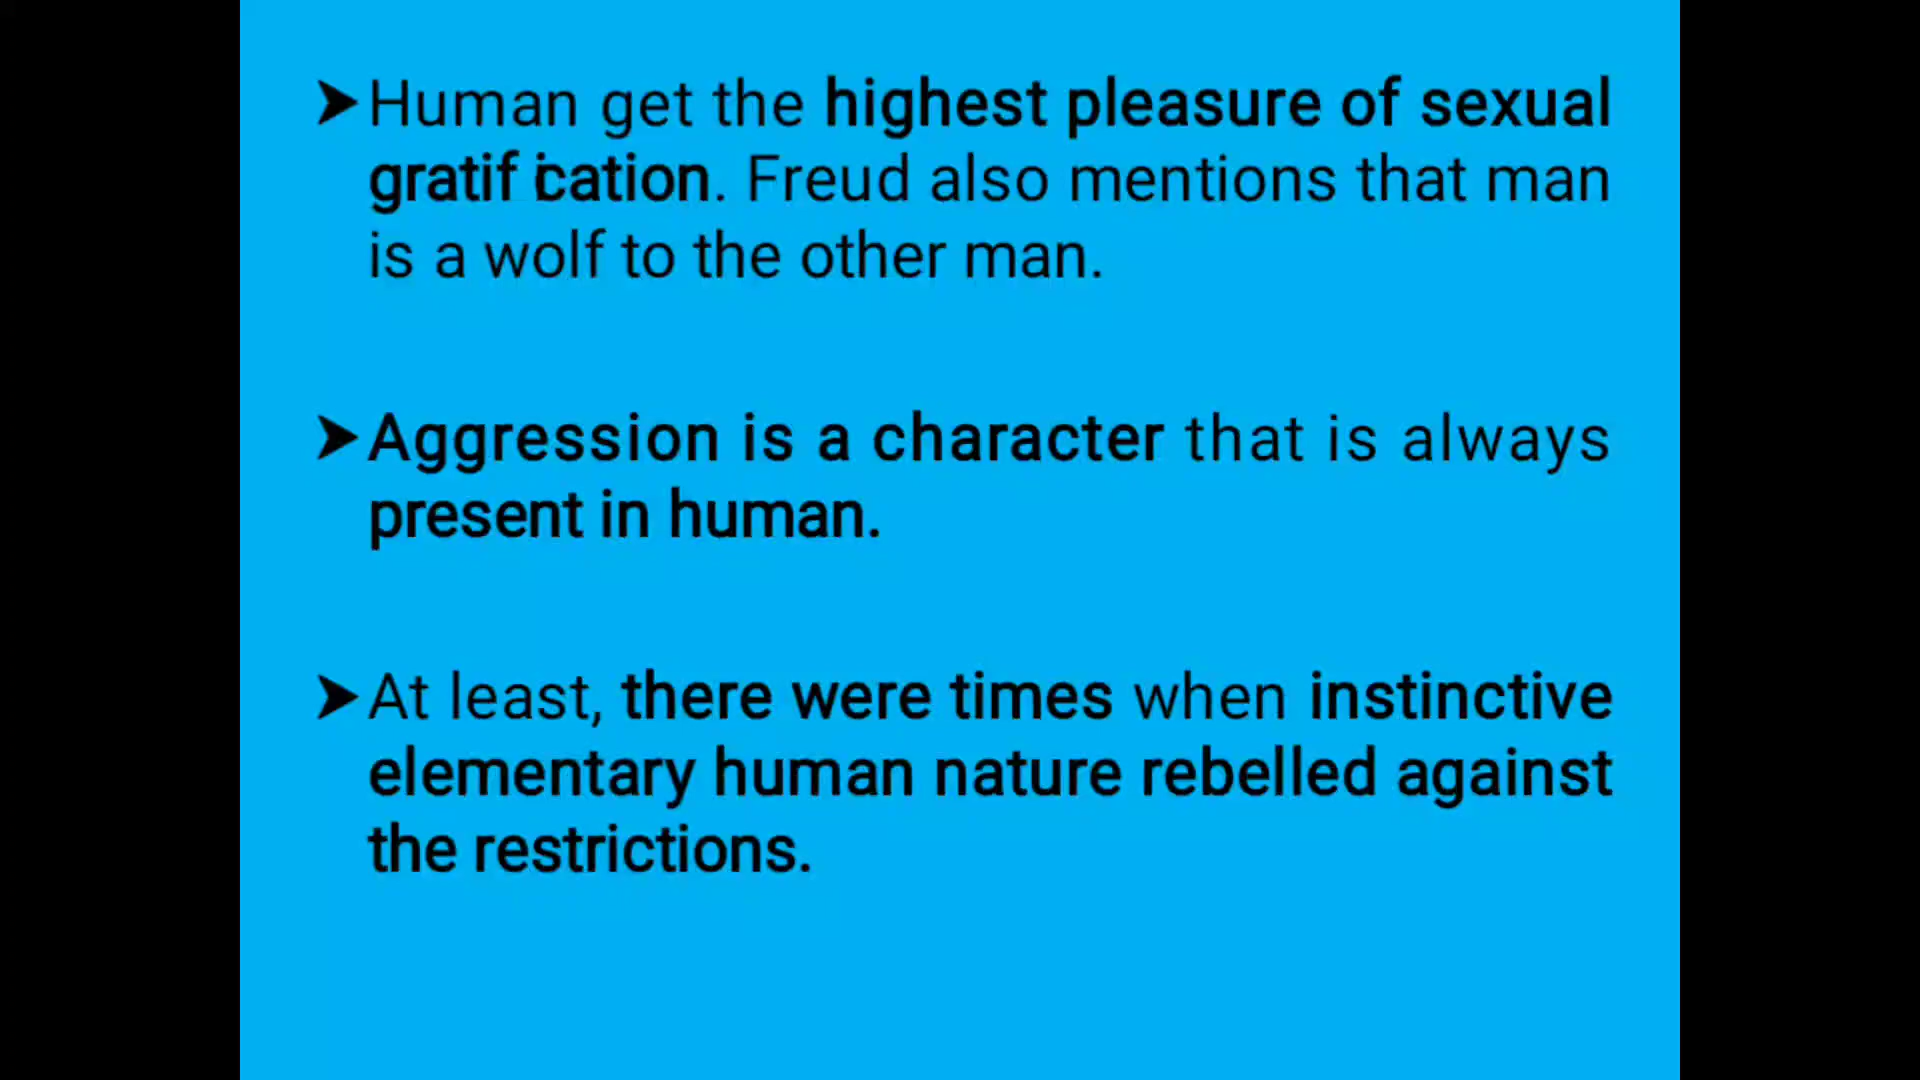 ➤Human get the highest pleasure of sexual
gratif ication. Freud also mentions that man
is a wolf to the other man.
➤Aggression is a character that is always
present in human.
➤At least, there were times when instinctive
elementary human nature rebelled against
the restrictions.